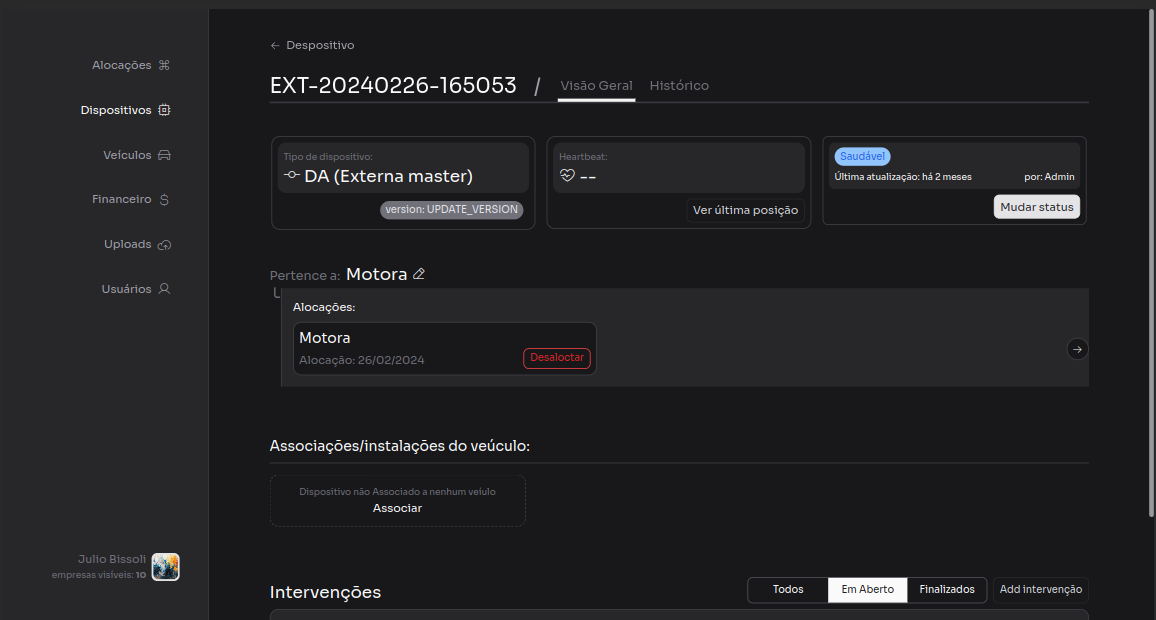 Alocações
Dispositivos
Veículos
Financeiro
Uploads
Usuários
Julio Bissoli
empresas visíveis: 10
← Despositivo
EXT-20240226-165053 / Visão Geral Histórico
Tipo de dispositivo:
DA (Externa master)
version: UPDATE_VERSION
Heartbeat:
--
Ver última posição
Saudável
Última atualização: há 2 meses por: Admin
Mudar status
Pertence a: Motora
Alocações:
Motora
Alocação: 26/02/2024
Desaloctar
Associações/instalações do veúculo:
Dispositivo não Associado a nenhum veíulo
Associar
Intervenções
Todos Em Aberto Finalizados Add intervenção